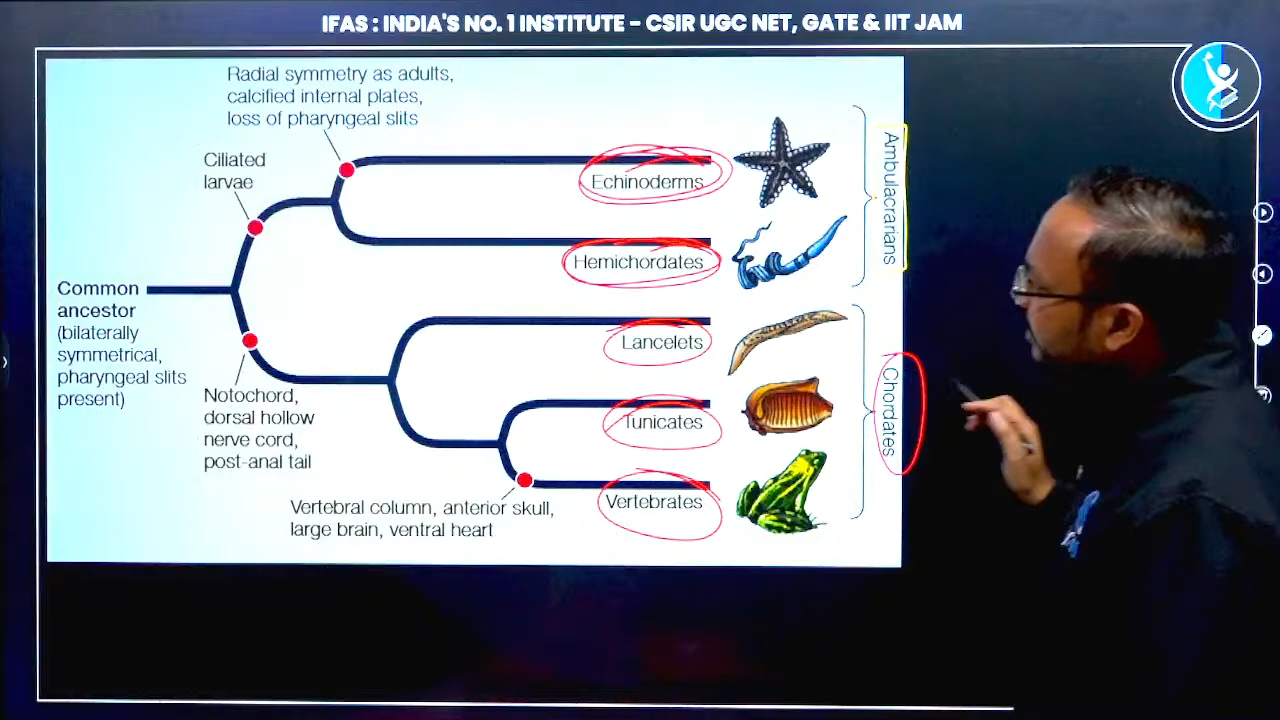 IFAS : INDIA'S NO. 1 INSTITUTE – CSIR UGC NET, GATE & IIT JAM
Radial symmetry as adults,
calcified internal plates,
loss of pharyngeal slits
Ciliated
larvae
Echinoderms
Hemichordates
Ambulacrarians
Common
ancestor
(bilaterally
symmetrical,
pharyngeal slits
present)
Lancelets
Notochord,
dorsal hollow
nerve cord,
post-anal tail
Tunicates
Chordates
Vertebral column, anterior skull,
large brain, ventral heart
Vertebrates